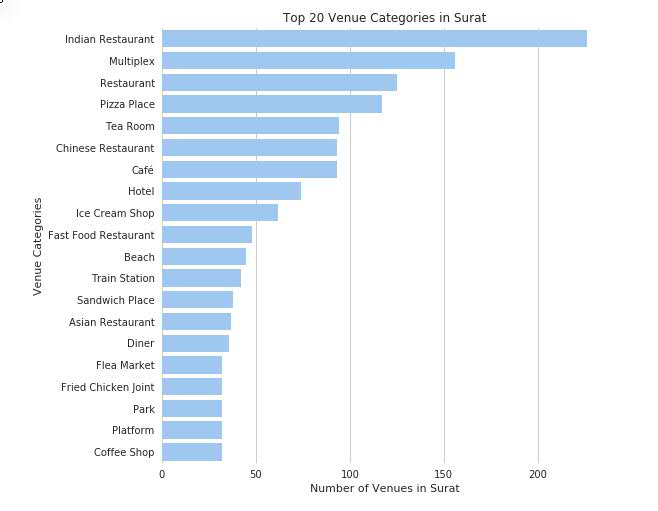 Top 20 Venue Categories in Surat
Indian Restaurant
Multiplex
Restaurant
Pizza Place
Tea Room
Chinese Restaurant
Café
Hotel
Ice Cream Shop
Fast Food Restaurant
Beach
Train Station
Sandwich Place
Asian Restaurant
Diner
Flea Market
Fried Chicken Joint
Park
Platform
Coffee Shop
Venue Categories
0 50 100 150 200
Number of Venues in Surat